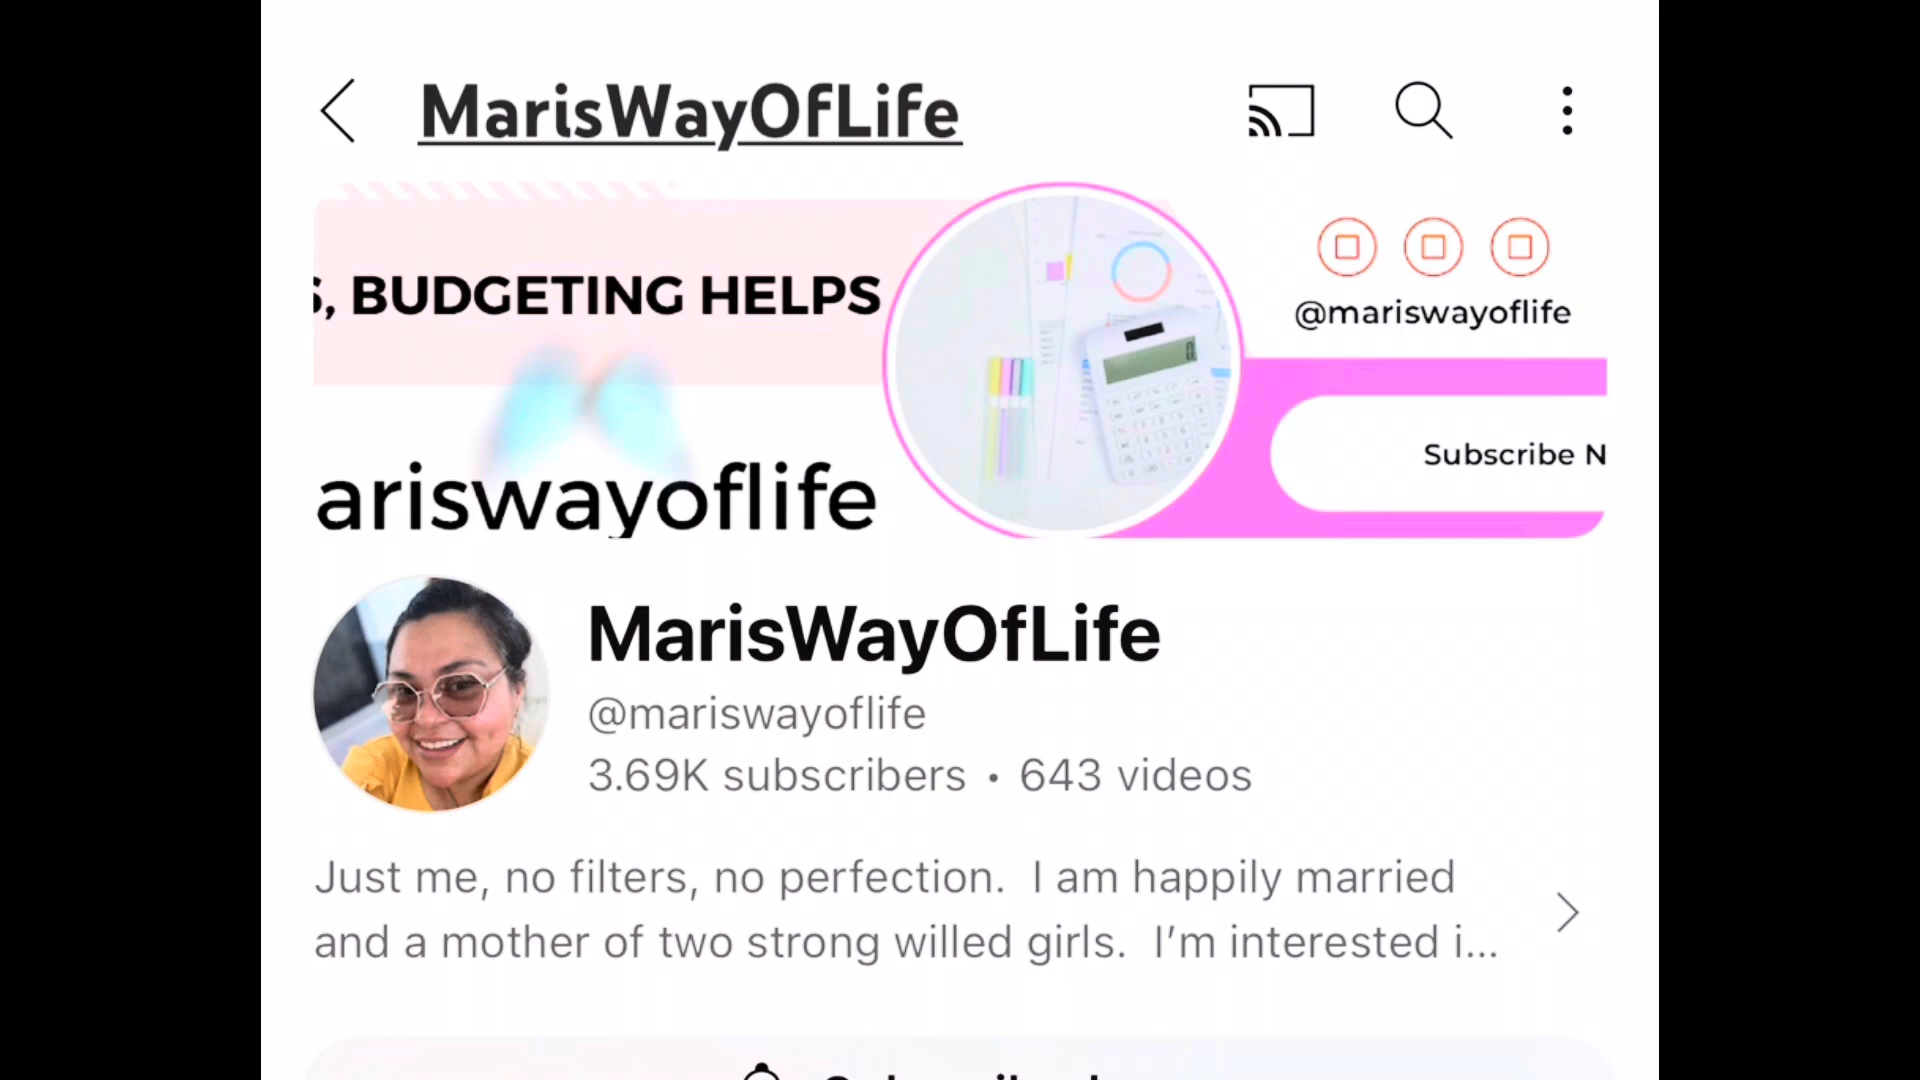 MarisWayOfLife
, BUDGETING HELPS
@mariswayoflife
Subscribe N
ariswayoflife
MarisWayOfLife
@mariswayoflife
3.69K subscribers • 643 videos
Just me, no filters, no perfection.  I am happily married
and a mother of two strong willed girls.  I’m interested i...